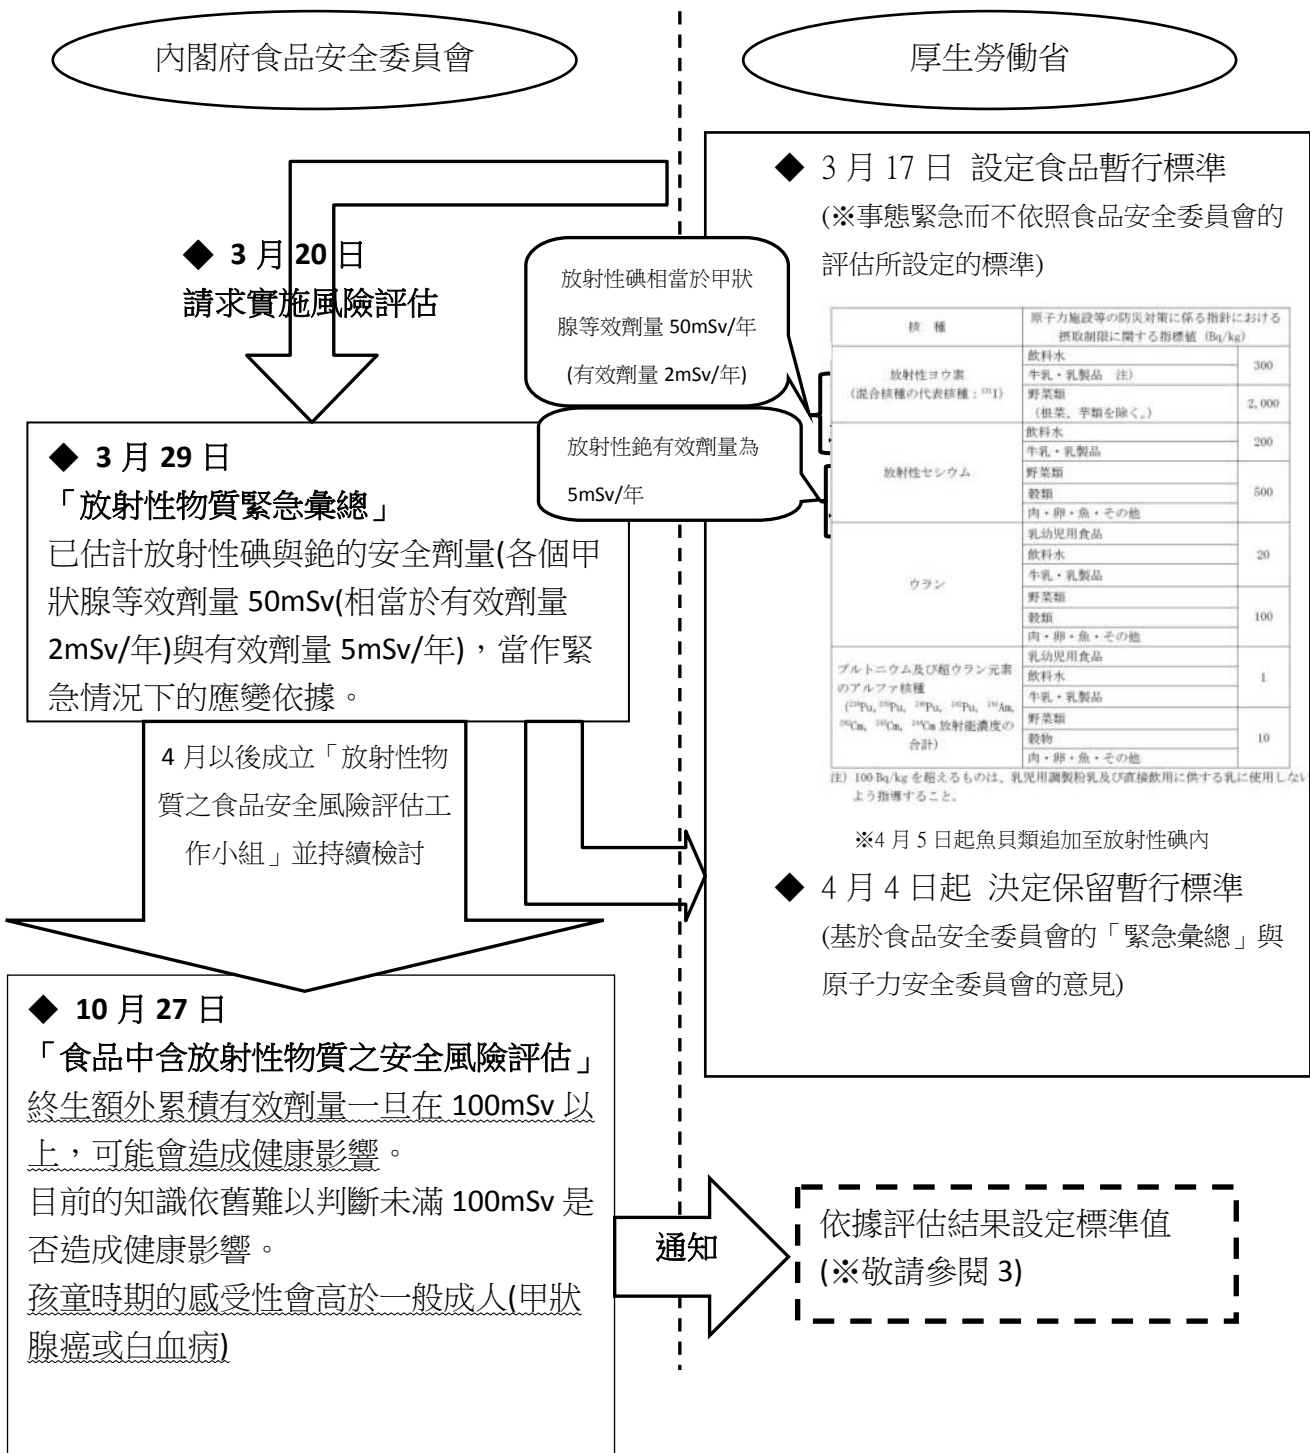 內閣府食品安全委員會
厚生勞働省
◆ 3 月 20 日
請求實施風險評估
◆ 3 月 29 日
「放射性物質緊急彙總」
已估計放射性碘與銫的安全劑量(各個甲
狀腺等效劑量 50mSv(相當於有效劑量
2mSv/年)與有效劑量 5mSv/年)，當作緊
急情況下的應變依據。
4 月以後成立「放射性物
質之食品安全風險評估工
作小組」並持續檢討
◆ 10 月 27 日
「食品中含放射性物質之安全風險評估」
終生額外累積有效劑量一旦在 100mSv 以
上，可能會造成健康影響。
目前的知識依舊難以判斷未滿 100mSv 是
否造成健康影響。
孩童時期的感受性會高於一般成人(甲狀
腺癌或白血病)
通知
◆ 3 月 17 日 設定食品暫行標準
(※事態緊急而不依照食品安全委員會的
評估所設定的標準)
放射性碘相當於甲狀
腺等效劑量 50mSv/年
(有效劑量 2mSv/年)
放射性銫有效劑量為
5mSv/年
核 種
原子力施設等の防災対策に係る指針における
摂取制限に関する指標値 (Bq/kg)
放射性ヨウ素
(混合核種の代表核種：¹³¹I)
飲料水
牛乳・乳製品 注)
300
野菜類
(根菜、芋類を除く。)
2,000
放射性セシウム
飲料水
牛乳・乳製品
200
野菜類
穀類
肉・卵・魚・その他
500
ウラン
乳幼児用食品
飲料水
牛乳・乳製品
20
野菜類
穀類
肉・卵・魚・その他
100
プルトニウム及び超ウラン元素
のアルファ核種
(²³⁸Pu, ²³⁹Pu, ²⁴⁰Pu, ²⁴²Pu, ²⁴¹Am,
²⁴²Cm, ²⁴³Cm, ²⁴⁴Cm 放射能濃度の
合計)
乳幼児用食品
飲料水
牛乳・乳製品
1
野菜類
穀物
肉・卵・魚・その他
10
注) 100 Bq/kg を超えるものは、乳児用調製粉乳及び直接飲用に供する乳に使用しない
よう指導すること。
※4 月 5 日起魚貝類追加至放射性碘內
◆ 4 月 4 日起 決定保留暫行標準
(基於食品安全委員會的「緊急彙總」與
原子力安全委員會的意見)
依據評估結果設定標準值
(※敬請參閱 3)